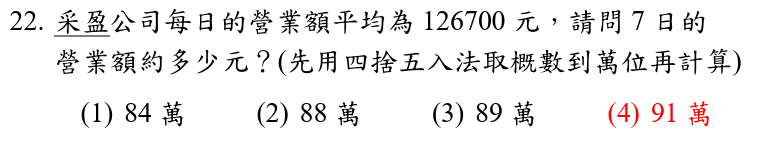 22. 采盈公司每日的營業額平均為 126700 元，請問 7 日的
營業額約多少元？(先用四捨五入法取概數到萬位再計算)
(1) 84 萬 (2) 88 萬 (3) 89 萬 (4) 91 萬